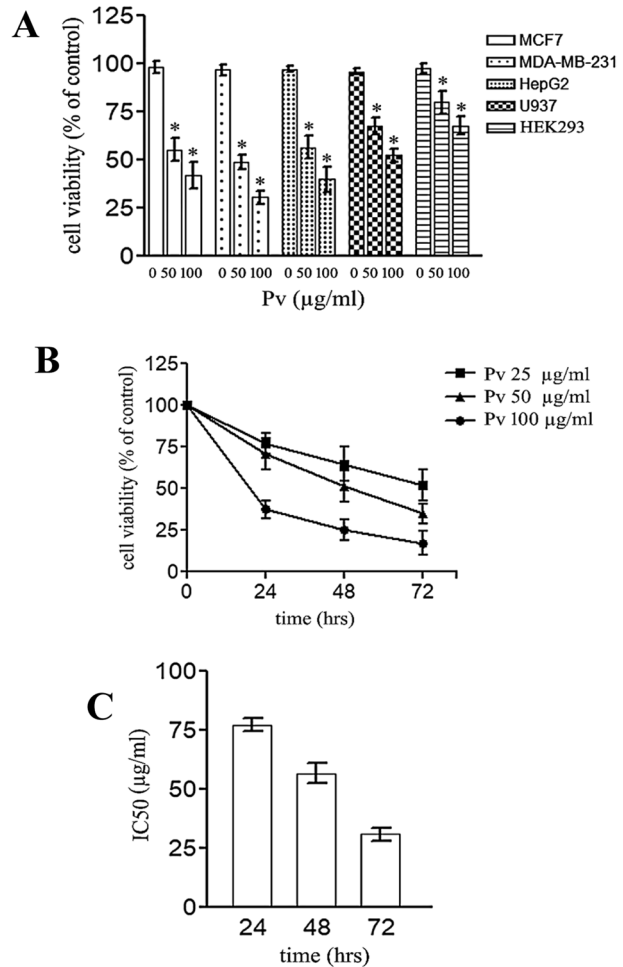 A
cell viability (% of control)
125
100
75
50
25
0
* * * * * * * * * *
MCF7
MDA-MB-231
HepG2
U937
HEK293
0 50 100 0 50 100 0 50 100 0 50 100 0 50 100
Pv (µg/ml)
B
cell viability (% of control)
125
100
75
50
25
0
Pv 25 µg/ml
Pv 50 µg/ml
Pv 100 µg/ml
0 24 48 72
time (hrs)
C
IC50 (µg/ml)
100
75
50
25
0
24 48 72
time (hrs)